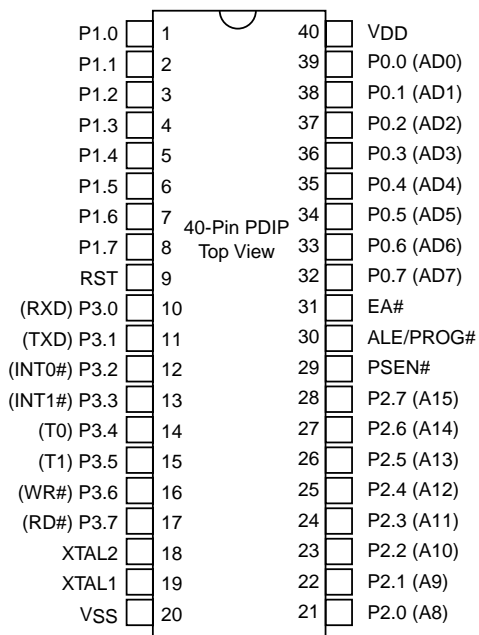 P1.0 1 40 VDD
P1.1 2 39 P0.0 (AD0)
P1.2 3 38 P0.1 (AD1)
P1.3 4 37 P0.2 (AD2)
P1.4 5 36 P0.3 (AD3)
P1.5 6 35 P0.4 (AD4)
P1.6 7 34 P0.5 (AD5)
40-Pin PDIP
P1.7 8 33 P0.6 (AD6)
Top View
RST 9 32 P0.7 (AD7)
(RXD) P3.0 10 31 EA#
(TXD) P3.1 11 30 ALE/PROG#
(INT0#) P3.2 12 29 PSEN#
(INT1#) P3.3 13 28 P2.7 (A15)
(T0) P3.4 14 27 P2.6 (A14)
(T1) P3.5 15 26 P2.5 (A13)
(WR#) P3.6 16 25 P2.4 (A12)
(RD#) P3.7 17 24 P2.3 (A11)
XTAL2 18 23 P2.2 (A10)
XTAL1 19 22 P2.1 (A9)
VSS 20 21 P2.0 (A8)